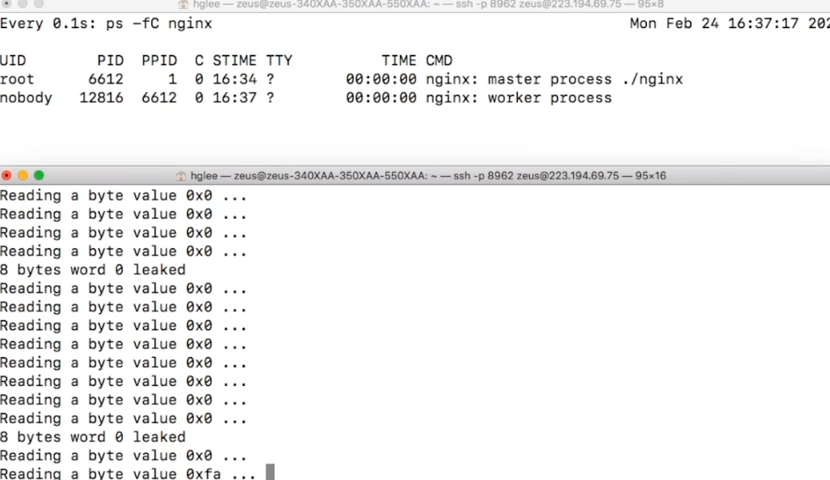 hglee — zeus@zeus-340XAA-350XAA-550XAA: ~ — ssh -p 8962 zeus@223.194.69.75 — 95×8
Every 0.1s: ps -fC nginx Mon Feb 24 16:37:17 202
UID PID PPID C STIME TTY TIME CMD
root 6612 1 0 16:34 ? 00:00:00 nginx: master process ./nginx
nobody 12816 6612 0 16:37 ? 00:00:00 nginx: worker process
hglee — zeus@zeus-340XAA-350XAA-550XAA: ~ — ssh -p 8962 zeus@223.194.69.75 — 95×16
Reading a byte value 0x0 ...
Reading a byte value 0x0 ...
Reading a byte value 0x0 ...
Reading a byte value 0x0 ...
8 bytes word 0 leaked
Reading a byte value 0x0 ...
Reading a byte value 0x0 ...
Reading a byte value 0x0 ...
Reading a byte value 0x0 ...
Reading a byte value 0x0 ...
Reading a byte value 0x0 ...
Reading a byte value 0x0 ...
Reading a byte value 0x0 ...
8 bytes word 0 leaked
Reading a byte value 0x0 ...
Reading a byte value 0xfa ...